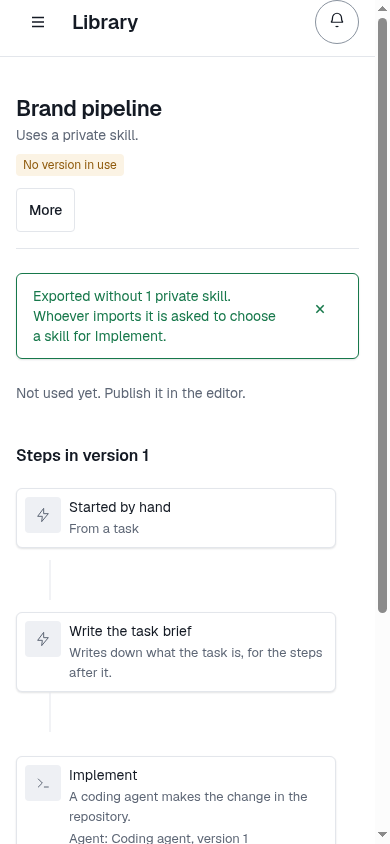 Library
Brand pipeline
Uses a private skill.
No version in use
More
Exported without 1 private skill.
Whoever imports it is asked to choose
a skill for Implement.
Not used yet. Publish it in the editor.
Steps in version 1
Started by hand
From a task
Write the task brief
Writes down what the task is, for the steps
after it.
Implement
A coding agent makes the change in the
repository.
Agent: Coding agent, version 1